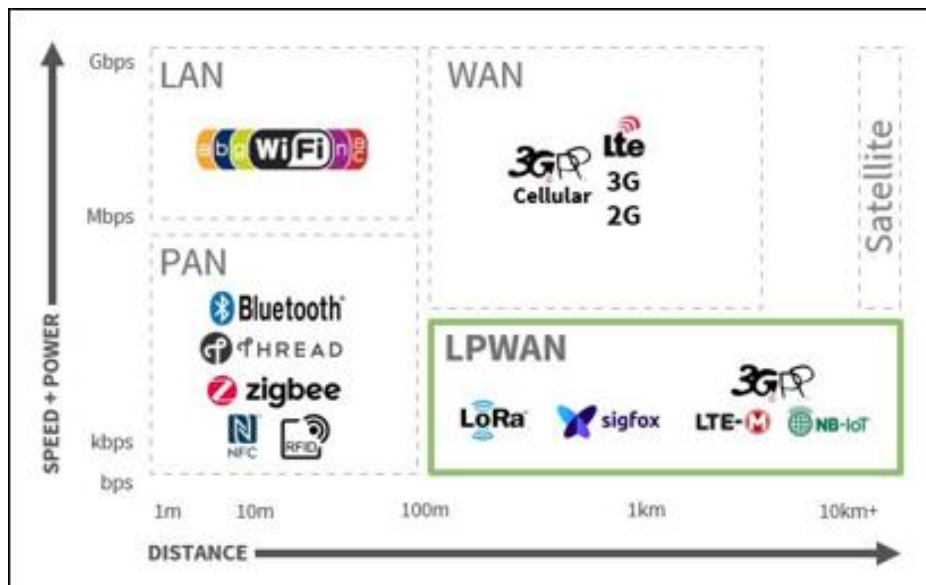 Gbps
LAN
WAN
Satellite
a b g WiFi n ac
3GPP
Cellular
Lte
3G
2G
Mbps
PAN
Bluetooth
THREAD
zigbee
NFC
RFID
LPWAN
3GPP
LoRa
sigfox
LTE-M
NB-IoT
SPEED + POWER
kbps
bps
1m 10m 100m 1km 10km+
DISTANCE